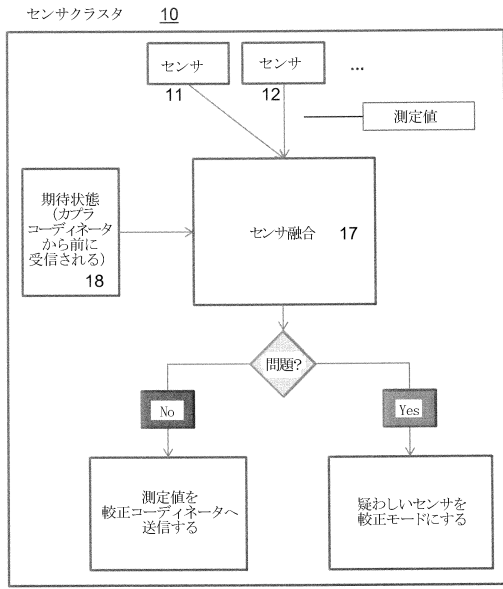 センサクラスタ 10
センサ
センサ
...
11
12
測定値
期待状態
(カプラ
コーディネータ
から前に
受信される)
18
センサ融合 17
問題?
No
Yes
測定値を
較正コーディネータへ
送信する
疑わしいセンサを
較正モードにする